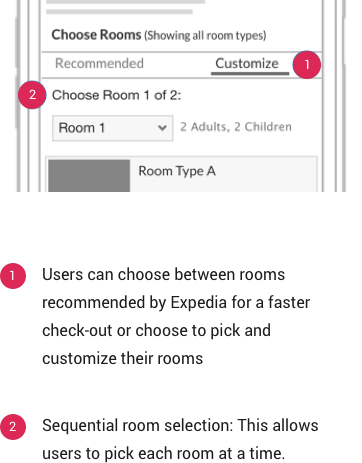 Choose Rooms (Showing all room types)
Recommended Customize 1
2 Choose Room 1 of 2:
Room 1 2 Adults, 2 Children
Room Type A
1 Users can choose between rooms
recommended by Expedia for a faster
check-out or choose to pick and
customize their rooms
2 Sequential room selection: This allows
users to pick each room at a time.